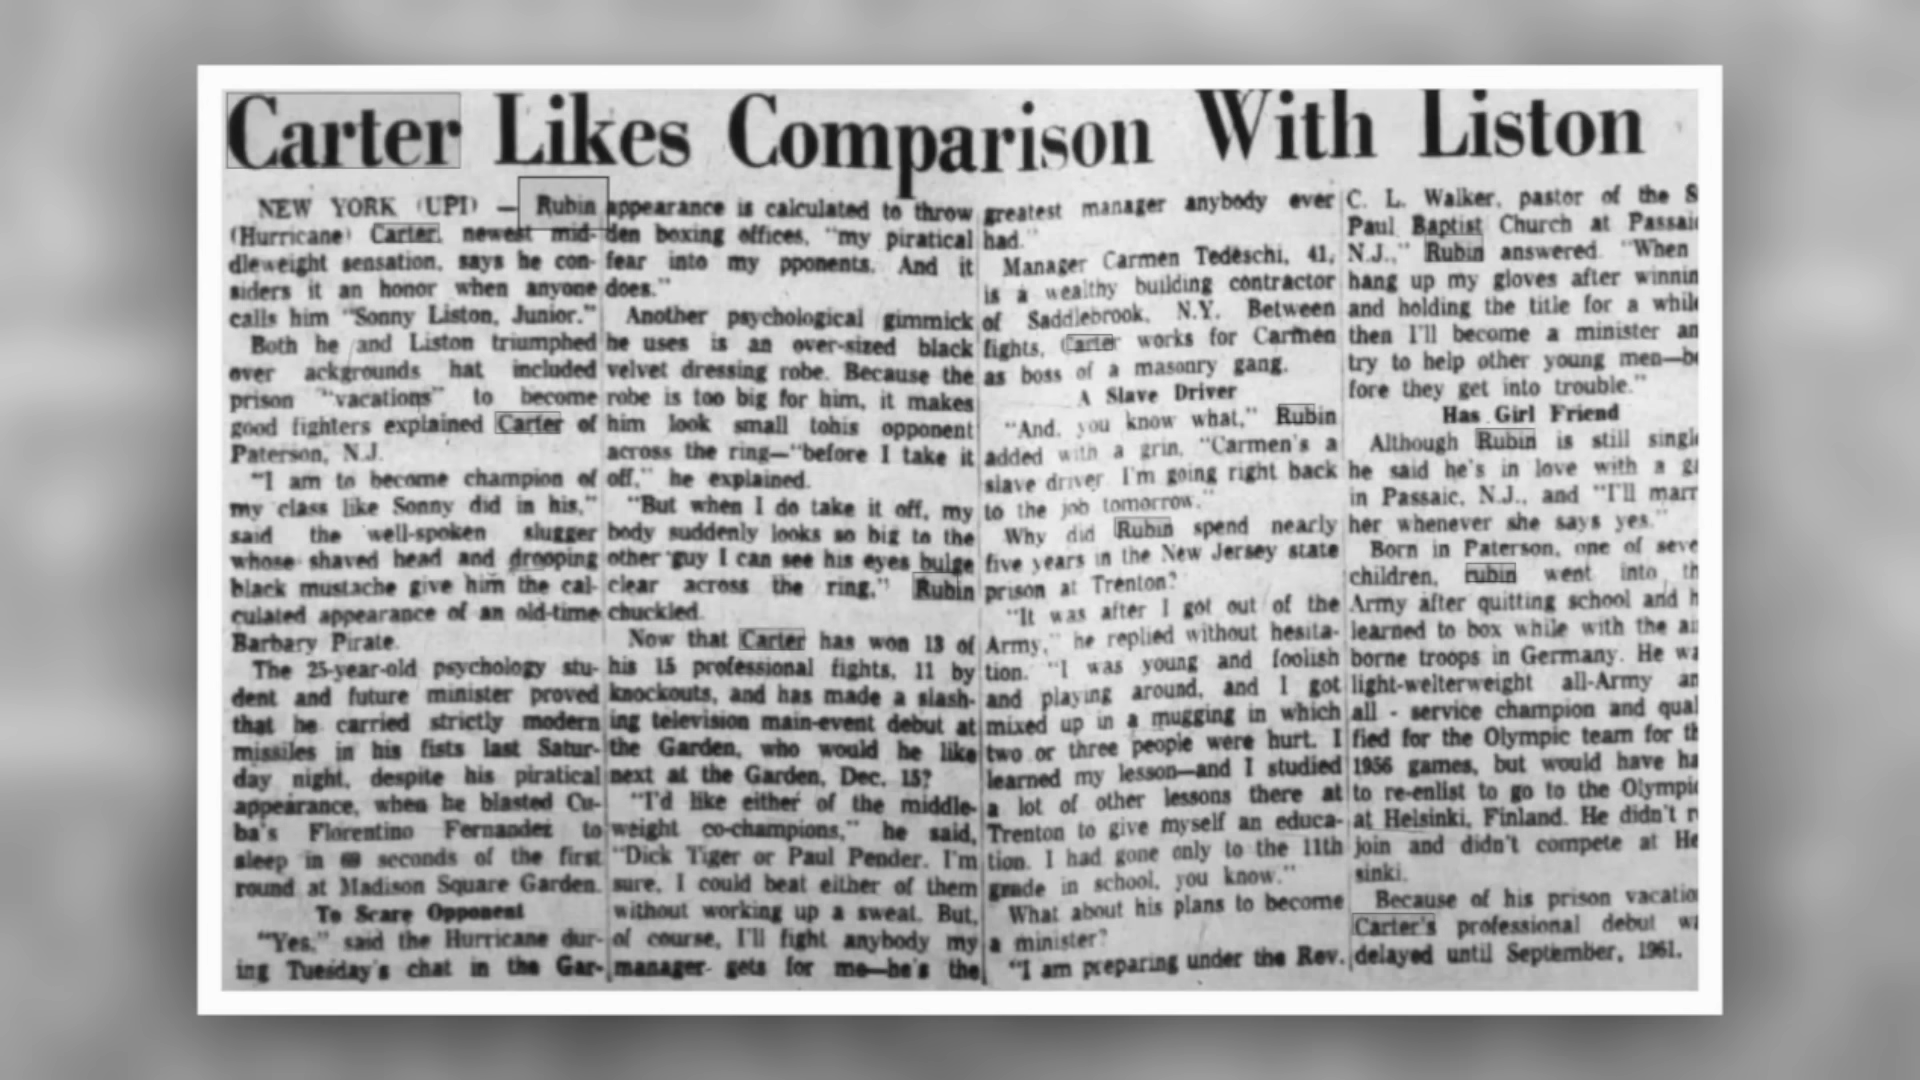 Carter Likes Comparison With Liston
NEW YORK (UPI) — Rubin
(Hurricane) Carter, newest mid-
dleweight sensation, says he con-
siders it an honor when anyone
calls him "Sonny Liston, Junior."
Both he and Liston triumphed
over ackgrounds hat included
prison "vacations" to become
good fighters explained Carter of
Paterson, N.J.
"I am to become champion of
my class like Sonny did in his,"
said the well-spoken slugger
whose shaved head and drooping
black mustache give him the cal-
culated appearance of an old-time
Barbary Pirate.
The 25-year-old psychology stu-
dent and future minister proved
that he carried strictly modern
missiles in his fists last Satur-
day night, despite his piratical
appearance, when he blasted Cu-
ba's Florentino Fernandez to
sleep in 69 seconds of the first
round at Madison Square Garden.
To Scare Opponent
"Yes," said the Hurricane dur-
ing Tuesday's chat in the Gar-
appearance is calculated to throw
den boxing offices, "my piratical
fear into my pponents. And it
does."
Another psychological gimmick
he uses is an over-sized black
velvet dressing robe. Because the
robe is too big for him, it makes
him look small tohis opponent
across the ring—"before I take it
off," he explained.
"But when I do take it off, my
body suddenly looks so big to the
other guy I can see his eyes bulge
clear across the ring," Rubin
chuckled.
Now that Carter has won 13 of
his 15 professional fights, 11 by
knockouts, and has made a slash-
ing television main-event debut at
the Garden, who would he like
next at the Garden, Dec. 15?
"I'd like either of the middle-
weight co-champions," he said,
"Dick Tiger or Paul Pender. I'm
sure, I could beat either of them
without working up a sweat. But,
of course, I'll fight anybody my
manager gets for me—he's the
greatest manager anybody ever
had."
Manager Carmen Tedeschi, 41,
is a wealthy building contractor
of Saddlebrook, N.Y. Between
fights, Carter works for Carmen
as boss of a masonry gang.
A Slave Driver
"And, you know what," Rubin
added with a grin, "Carmen's a
slave driver. I'm going right back
to the job tomorrow."
Why did Rubin spend nearly
five years in the New Jersey state
prison at Trenton?
"It was after I got out of the
Army," he replied without hesita-
tion. "I was young and foolish
and playing around, and I got
mixed up in a mugging in which
two or three people were hurt. I
learned my lesson—and I studied
a lot of other lessons there at
Trenton to give myself an educa-
tion. I had gone only to the 11th
grade in school, you know."
What about his plans to become
a minister?
"I am preparing under the Rev.
C. L. Walker, pastor of the S
Paul Baptist Church at Passaic
N.J.," Rubin answered. "When
hang up my gloves after winnin
and holding the title for a while
then I'll become a minister an
try to help other young men—be
fore they get into trouble."
Has Girl Friend
Although Rubin is still single
he said he's in love with a gi
in Passaic, N.J., and "I'll marr
her whenever she says yes."
Born in Paterson, one of seve
children, rubin went into th
Army after quitting school and h
learned to box while with the air
borne troops in Germany. He wa
light-welterweight all-Army an
all - service champion and qual
fied for the Olympic team for th
1956 games, but would have ha
to re-enlist to go to the Olympic
at Helsinki, Finland. He didn't r
join and didn't compete at He
sinki.
Because of his prison vacatio
Carter's professional debut wa
delayed until September, 1961.